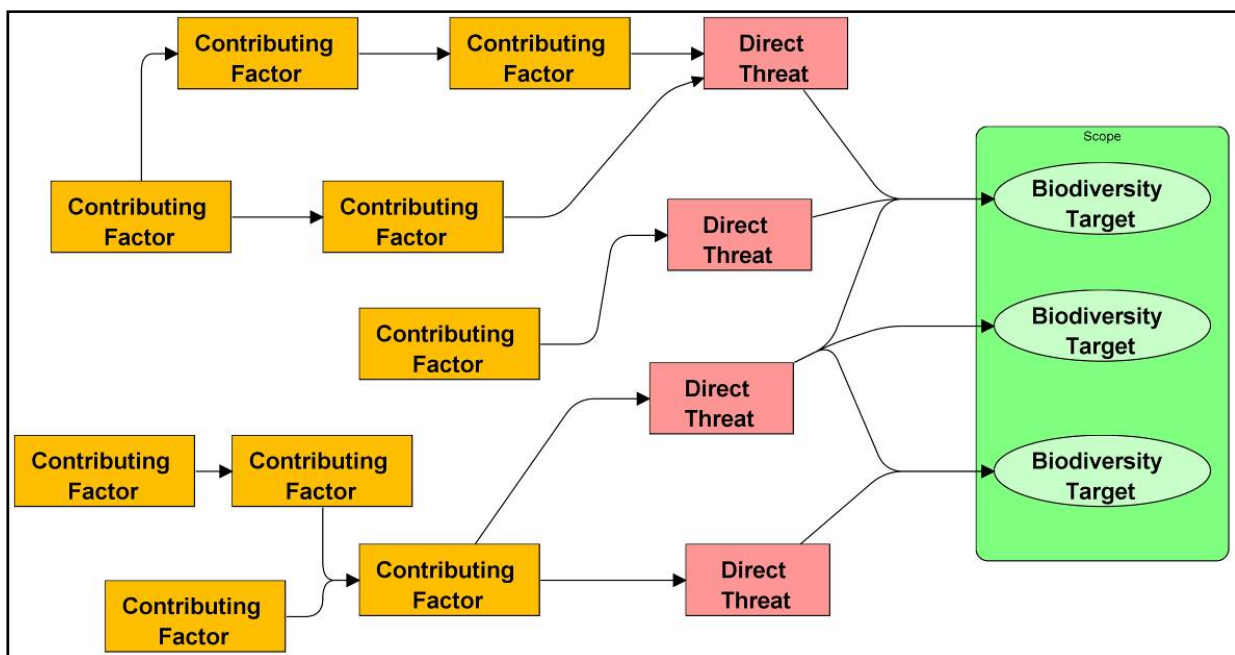 Contributing
Factor
Contributing
Factor
Direct
Threat
Scope
Biodiversity
Target
Contributing
Factor
Contributing
Factor
Direct
Threat
Contributing
Factor
Biodiversity
Target
Direct
Threat
Contributing
Factor
Contributing
Factor
Biodiversity
Target
Contributing
Factor
Direct
Threat
Contributing
Factor